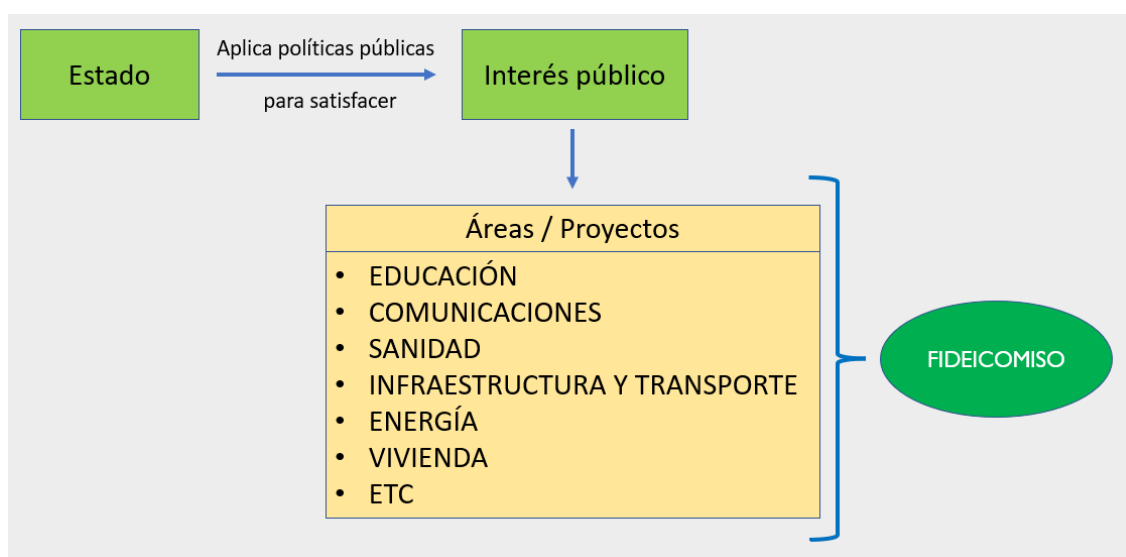 Estado
Aplica políticas públicas
para satisfacer
Interés público
Áreas / Proyectos
• EDUCACIÓN
• COMUNICACIONES
• SANIDAD
• INFRAESTRUCTURA Y TRANSPORTE
• ENERGÍA
• VIVIENDA
• ETC
FIDEICOMISO